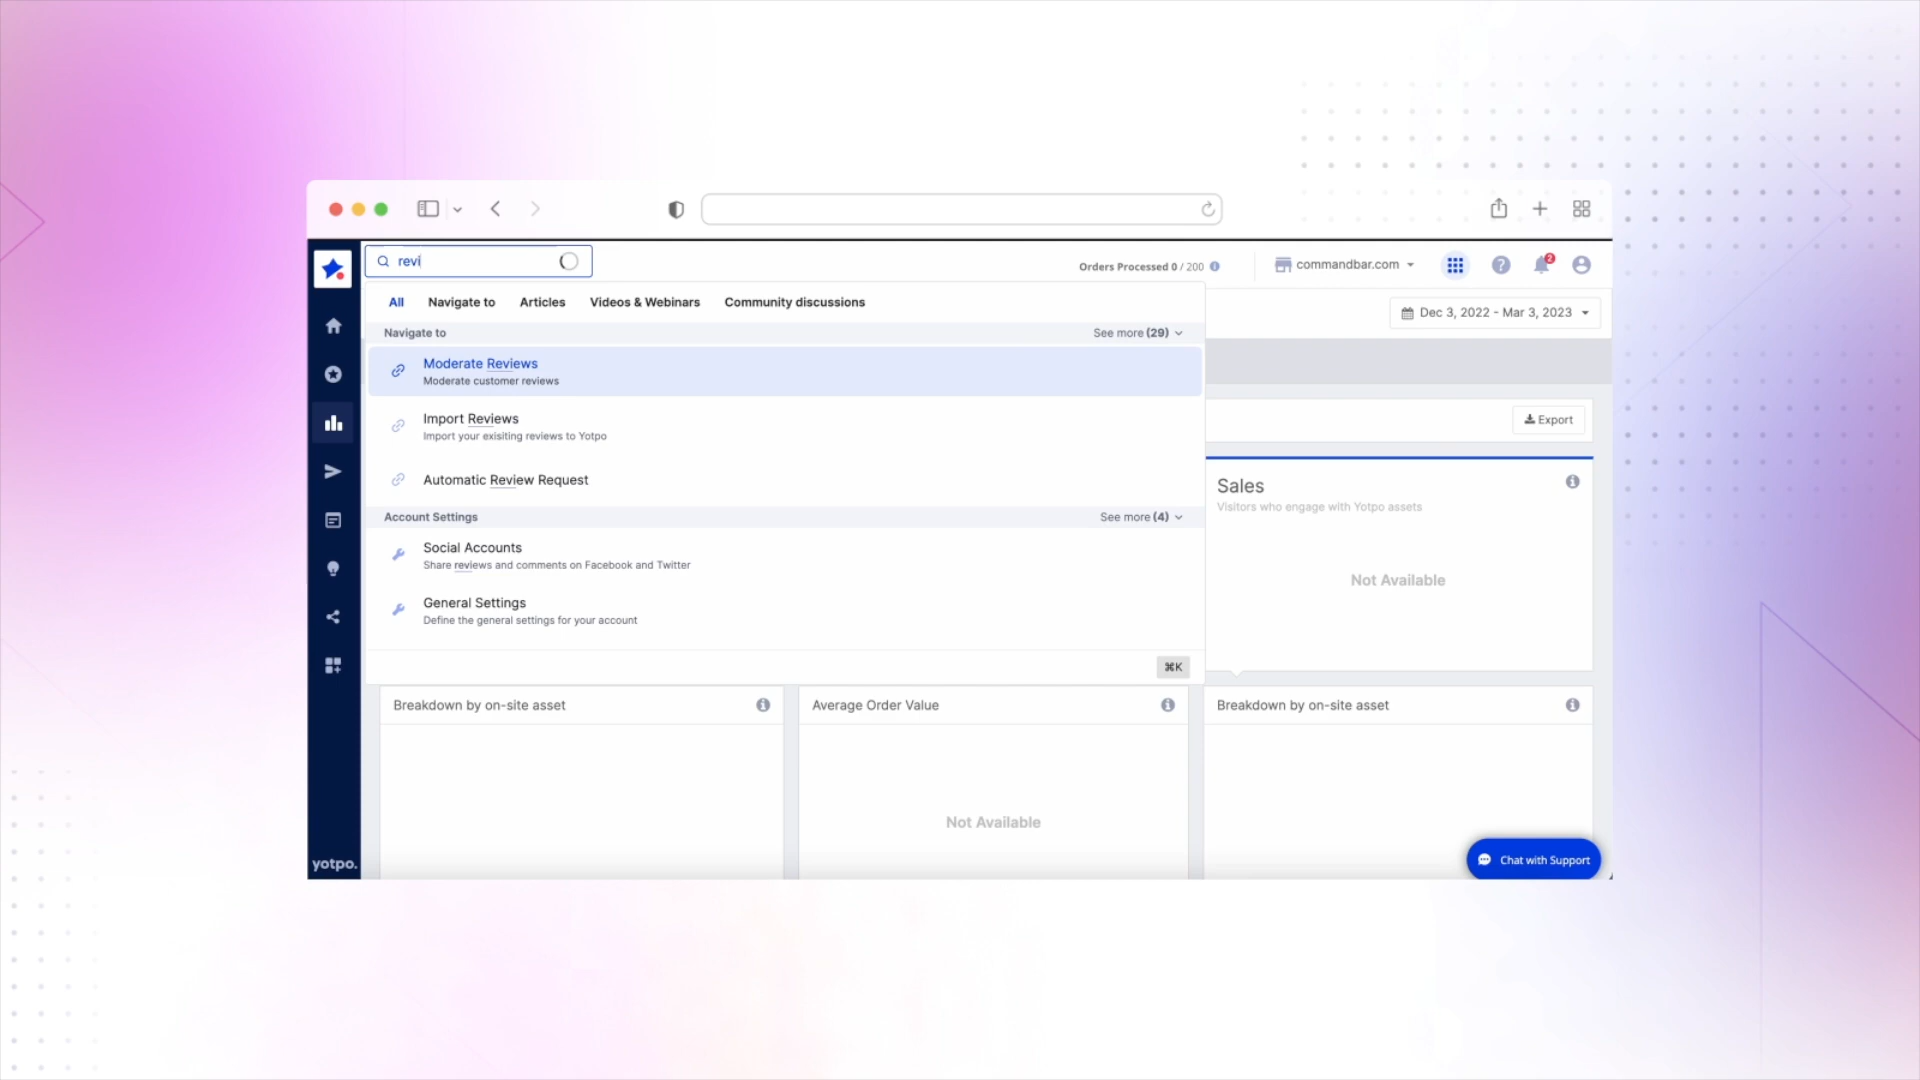 revi
Orders Processed 0 / 200
commandbar.com
2
All
Navigate to
Articles
Videos & Webinars
Community discussions
Dec 3, 2022 - Mar 3, 2023
Navigate to
See more (29)
Moderate Reviews
Moderate customer reviews
Import Reviews
Import your exisiting reviews to Yotpo
Export
Automatic Review Request
Sales
Visitors who engage with Yotpo assets
Account Settings
See more (4)
Social Accounts
Share reviews and comments on Facebook and Twitter
Not Available
General Settings
Define the general settings for your account
⌘K
Breakdown by on-site asset
Average Order Value
Breakdown by on-site asset
Not Available
Chat with Support
yotpo.